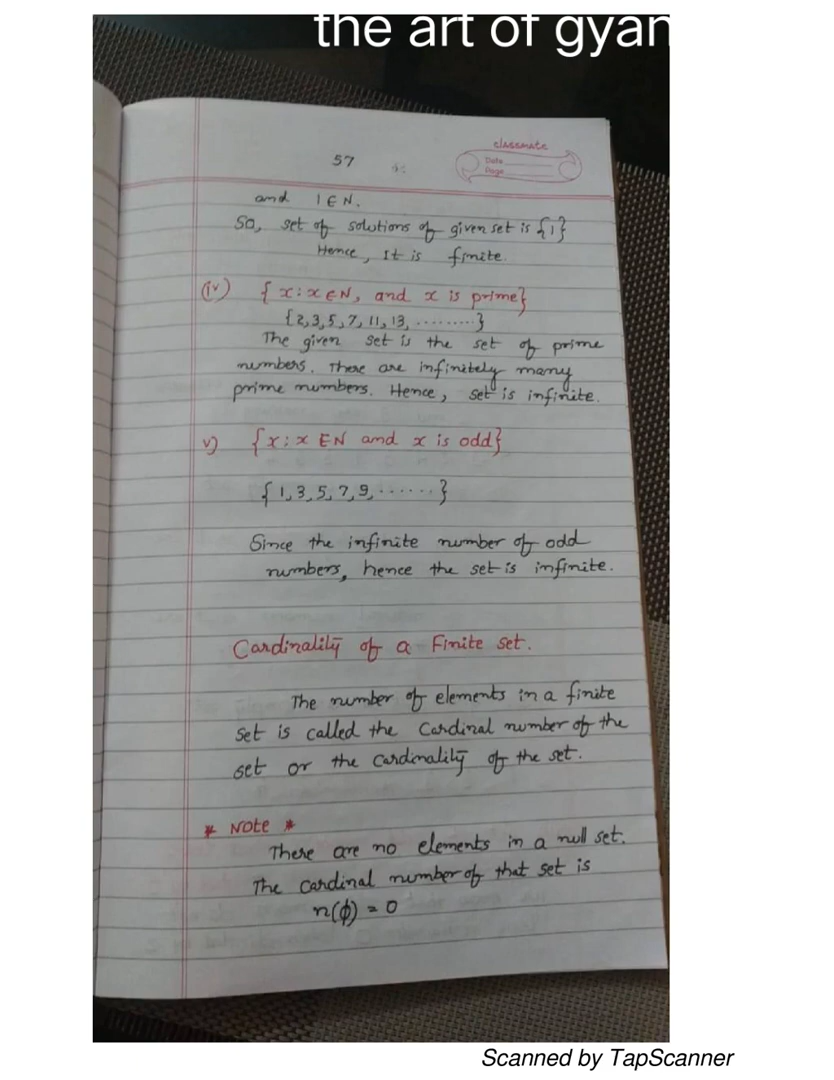 the art of gyan
classmate
Date
Page
57
and 1 ∈ N.
So, set of solutions of given set is {1}
Hence, It is finite.
(iv) { x : x ∈ N, and x is prime}
{2, 3, 5, 7, 11, 13, .........}
The given set is the set of prime
numbers. There are infinitely many
prime numbers. Hence, set is infinite.
v) {x : x ∈ N and x is odd}
{ 1, 3, 5, 7, 9, ...... }
Since the infinite number of odd
numbers, hence the set is infinite.
Cardinality of a Finite set.
The number of elements in a finite
set is called the Cardinal number of the
set or the Cardinality of the set.
* Note *
There are no elements in a null set.
The cardinal number of that set is
n(ϕ) = 0
Scanned by TapScanner